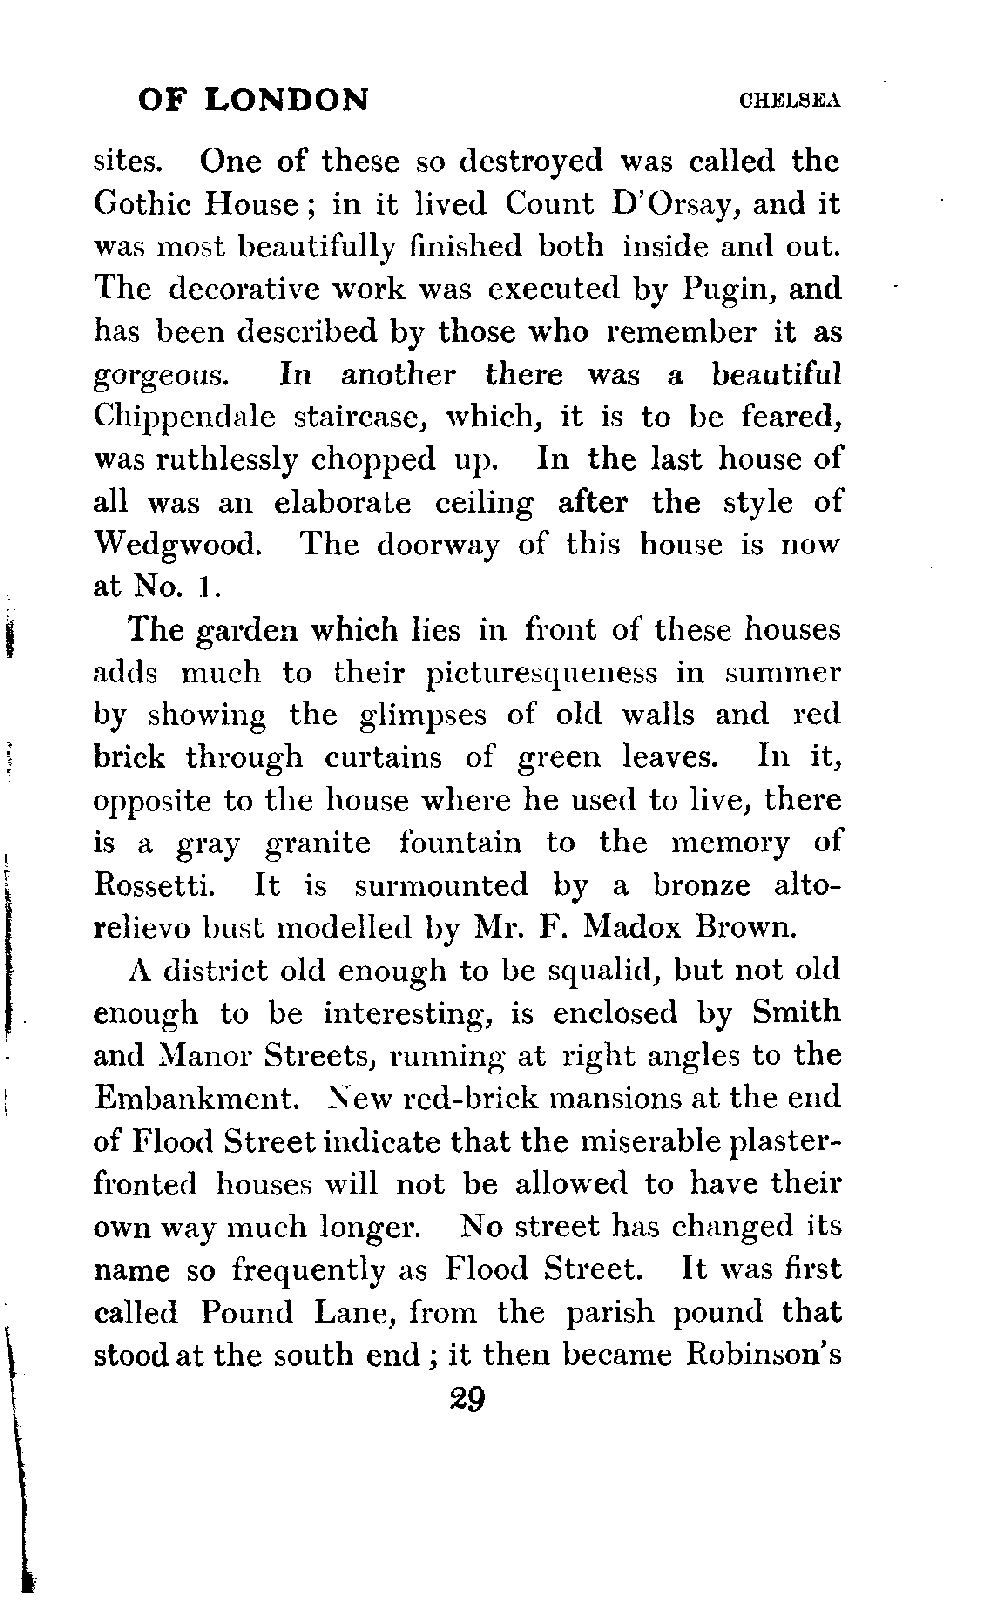 OF LONDON CHELSEA
sites. One of these so destroyed was called the
Gothic House ; in it lived Count D'Orsay, and it
was most beautifully finished both inside and out.
The decorative work was executed by Pugin, and
has been described by those who remember it as
gorgeous. In another there was a beautiful
Chippendale staircase, which, it is to be feared,
was ruthlessly chopped up. In the last house of
all was an elaborate ceiling after the style of
Wedgwood. The doorway of this house is now
at No. 1.
The garden which lies in front of these houses
adds much to their picturesqueness in summer
by showing the glimpses of old walls and red
brick through curtains of green leaves. In it,
opposite to the house where he used to live, there
is a gray granite fountain to the memory of
Rossetti. It is surmounted by a bronze alto-
relievo bust modelled by Mr. F. Madox Brown.
A district old enough to be squalid, but not old
enough to be interesting, is enclosed by Smith
and Manor Streets, running at right angles to the
Embankment. New red-brick mansions at the end
of Flood Street indicate that the miserable plaster-
fronted houses will not be allowed to have their
own way much longer. No street has changed its
name so frequently as Flood Street. It was first
called Pound Lane, from the parish pound that
stood at the south end ; it then became Robinson's
29